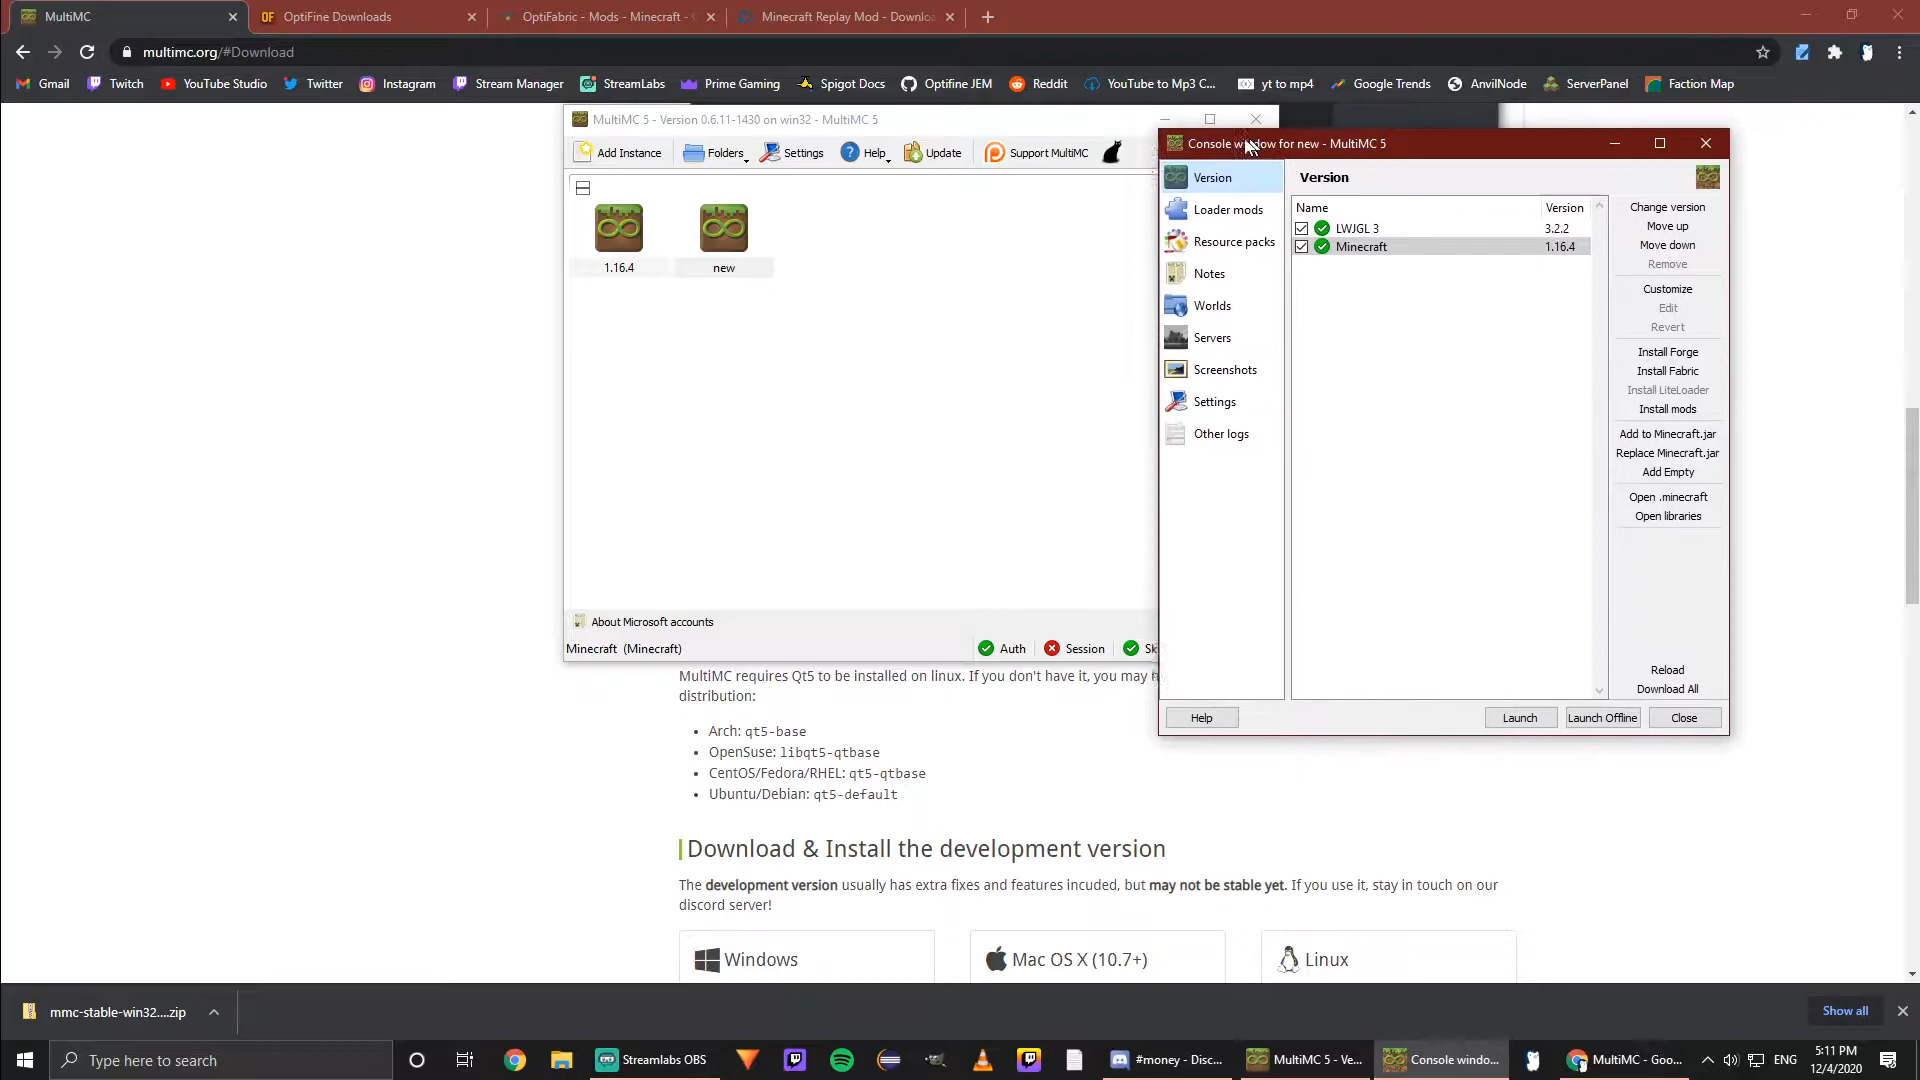 MultiMC
OptiFine Downloads
OptiFabric - Mods - Minecraft -
Minecraft Replay Mod - Downloa
multimc.org/#Download
Gmail
Twitch
YouTube Studio
Twitter
Instagram
Stream Manager
StreamLabs
Prime Gaming
Spigot Docs
Optifine JEM
Reddit
YouTube to Mp3 C...
yt to mp4
Google Trends
AnvilNode
ServerPanel
Faction Map
MultiMC 5 - Version 0.6.11-1430 on win32 - MultiMC 5
Add Instance
Folders
Settings
Help
Update
Support MultiMC
1.16.4
new
About Microsoft accounts
Minecraft (Minecraft)
Auth
Session
Sk
Console window for new - MultiMC 5
Version
Loader mods
Resource packs
Notes
Worlds
Servers
Screenshots
Settings
Other logs
Version
Name Version
LWJGL 3 3.2.2
Minecraft 1.16.4
Change version
Move up
Move down
Remove
Customize
Edit
Revert
Install Forge
Install Fabric
Install LiteLoader
Install mods
Add to Minecraft.jar
Replace Minecraft.jar
Add Empty
Open .minecraft
Open libraries
Reload
Download All
Help
Launch
Launch Offline
Close
MultiMC requires Qt5 to be installed on linux. If you don't have it, you may
distribution:
• Arch: qt5-base
• OpenSuse: libqt5-qtbase
• CentOS/Fedora/RHEL: qt5-qtbase
• Ubuntu/Debian: qt5-default
Download & Install the development version
The development version usually has extra fixes and features incuded, but may not be stable yet. If you use it, stay in touch on our
discord server!
Windows
Mac OS X (10.7+)
Linux
mmc-stable-win32....zip
Show all
Type here to search
Streamlabs OBS
#money - Disc...
MultiMC 5 - Ve...
Console windo...
MultiMC - Goo...
ENG
5:11 PM
12/4/2020